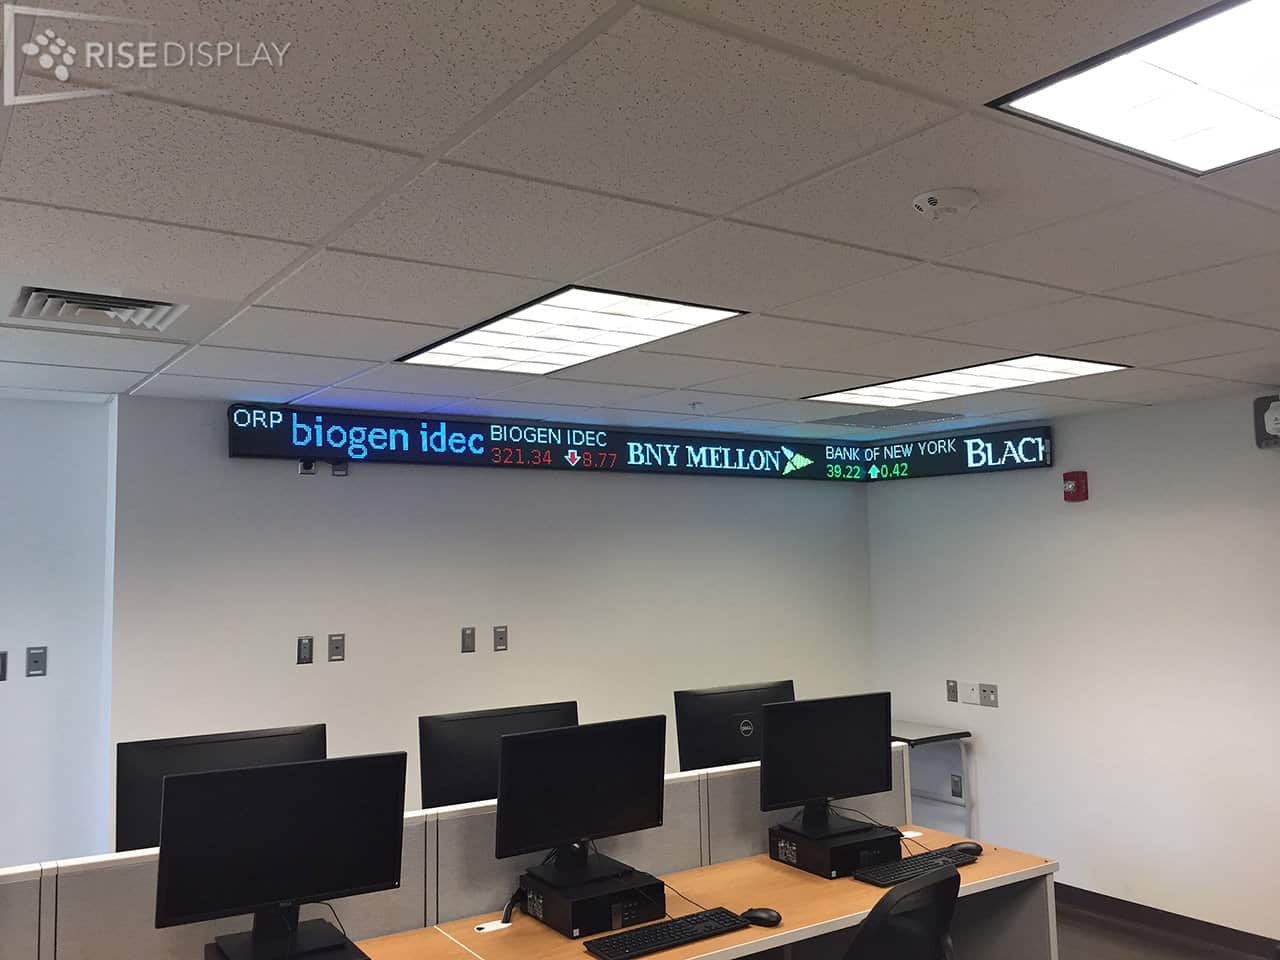 RISEDISPLAY
ORP
biogen idec
BIOGEN IDEC
321.34 8.77
BNY MELLON
BANK OF NEW YORK
39.22 0.42
BLACK
DELL